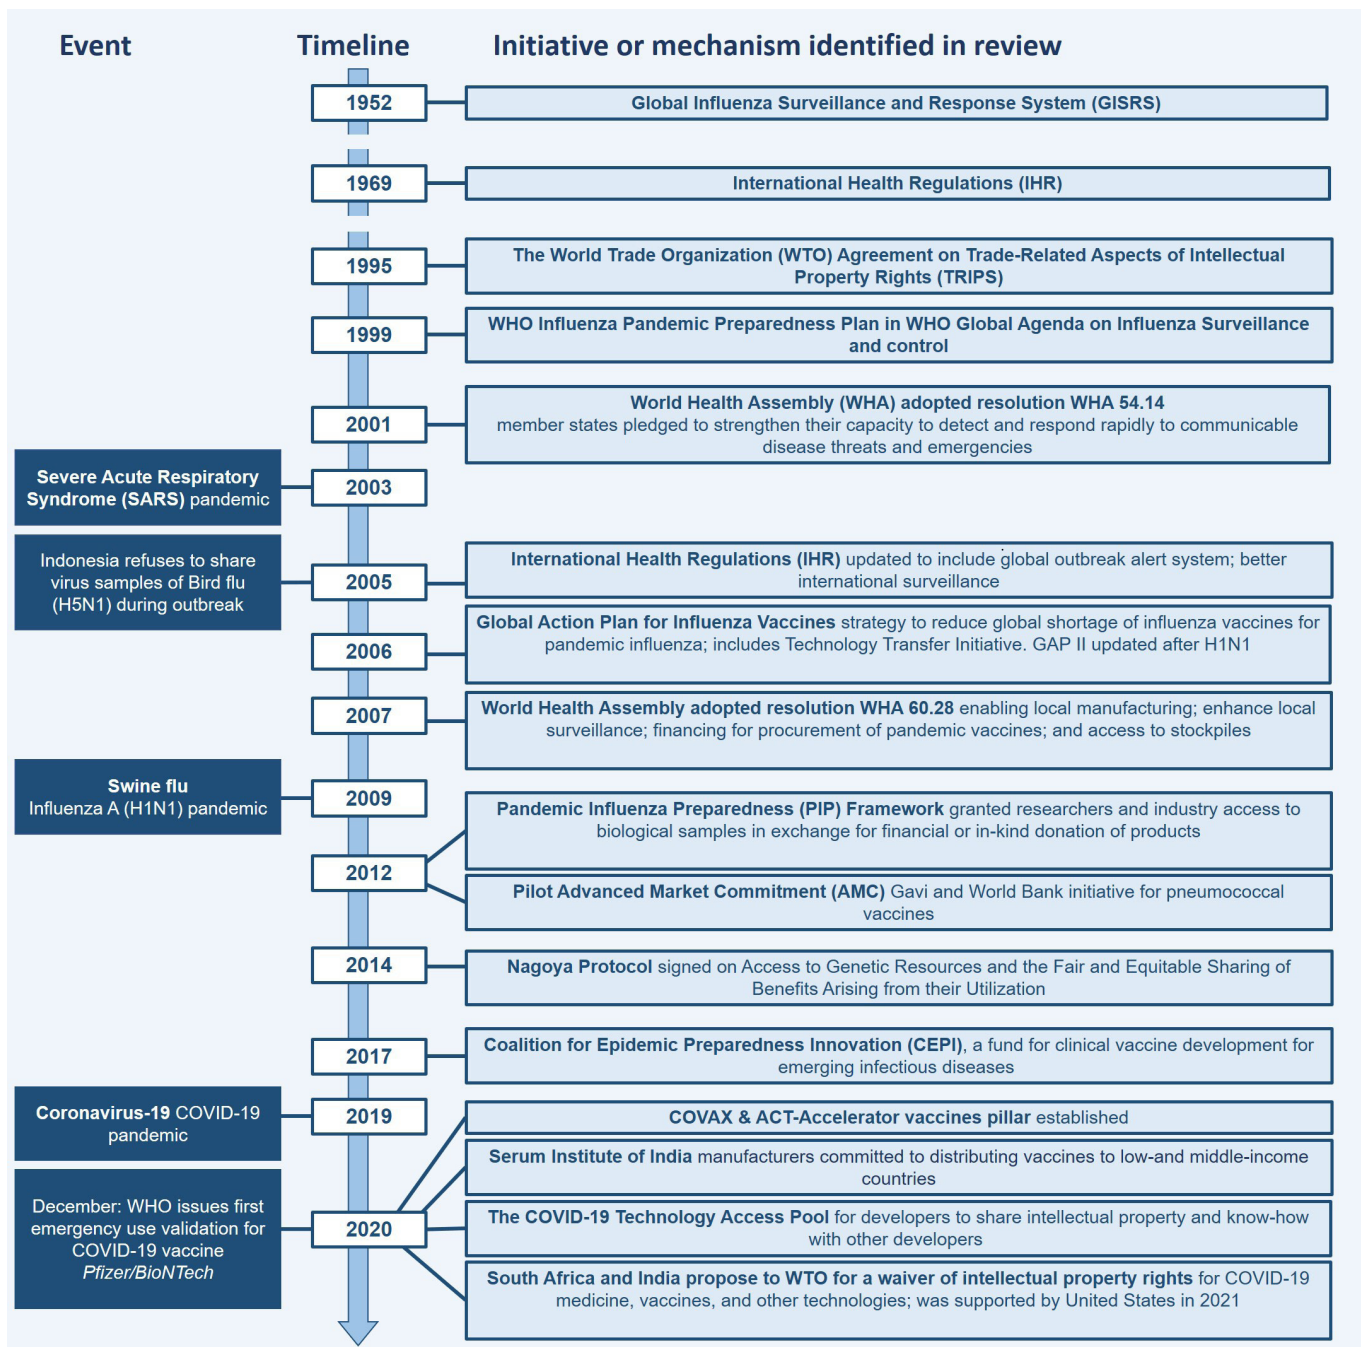 Event
Timeline
Initiative or mechanism identified in review
1952
Global Influenza Surveillance and Response System (GISRS)
1969
International Health Regulations (IHR)
1995
The World Trade Organization (WTO) Agreement on Trade-Related Aspects of Intellectual
Property Rights (TRIPS)
1999
WHO Influenza Pandemic Preparedness Plan in WHO Global Agenda on Influenza Surveillance
and control
2001
World Health Assembly (WHA) adopted resolution WHA 54.14
member states pledged to strengthen their capacity to detect and respond rapidly to communicable
disease threats and emergencies
Severe Acute Respiratory
Syndrome (SARS) pandemic
2003
Indonesia refuses to share
virus samples of Bird flu
(H5N1) during outbreak
2005
International Health Regulations (IHR) updated to include global outbreak alert system; better
international surveillance
2006
Global Action Plan for Influenza Vaccines strategy to reduce global shortage of influenza vaccines for
pandemic influenza; includes Technology Transfer Initiative. GAP II updated after H1N1
2007
World Health Assembly adopted resolution WHA 60.28 enabling local manufacturing; enhance local
surveillance; financing for procurement of pandemic vaccines; and access to stockpiles
Swine flu
Influenza A (H1N1) pandemic
2009
2012
Pandemic Influenza Preparedness (PIP) Framework granted researchers and industry access to
biological samples in exchange for financial or in-kind donation of products
Pilot Advanced Market Commitment (AMC) Gavi and World Bank initiative for pneumococcal
vaccines
2014
Nagoya Protocol signed on Access to Genetic Resources and the Fair and Equitable Sharing of
Benefits Arising from their Utilization
2017
Coalition for Epidemic Preparedness Innovation (CEPI), a fund for clinical vaccine development for
emerging infectious diseases
Coronavirus-19 COVID-19
pandemic
2019
December: WHO issues first
emergency use validation for
COVID-19 vaccine
Pfizer/BioNTech
2020
COVAX & ACT-Accelerator vaccines pillar established
Serum Institute of India manufacturers committed to distributing vaccines to low-and middle-income
countries
The COVID-19 Technology Access Pool for developers to share intellectual property and know-how
with other developers
South Africa and India propose to WTO for a waiver of intellectual property rights for COVID-19
medicine, vaccines, and other technologies; was supported by United States in 2021